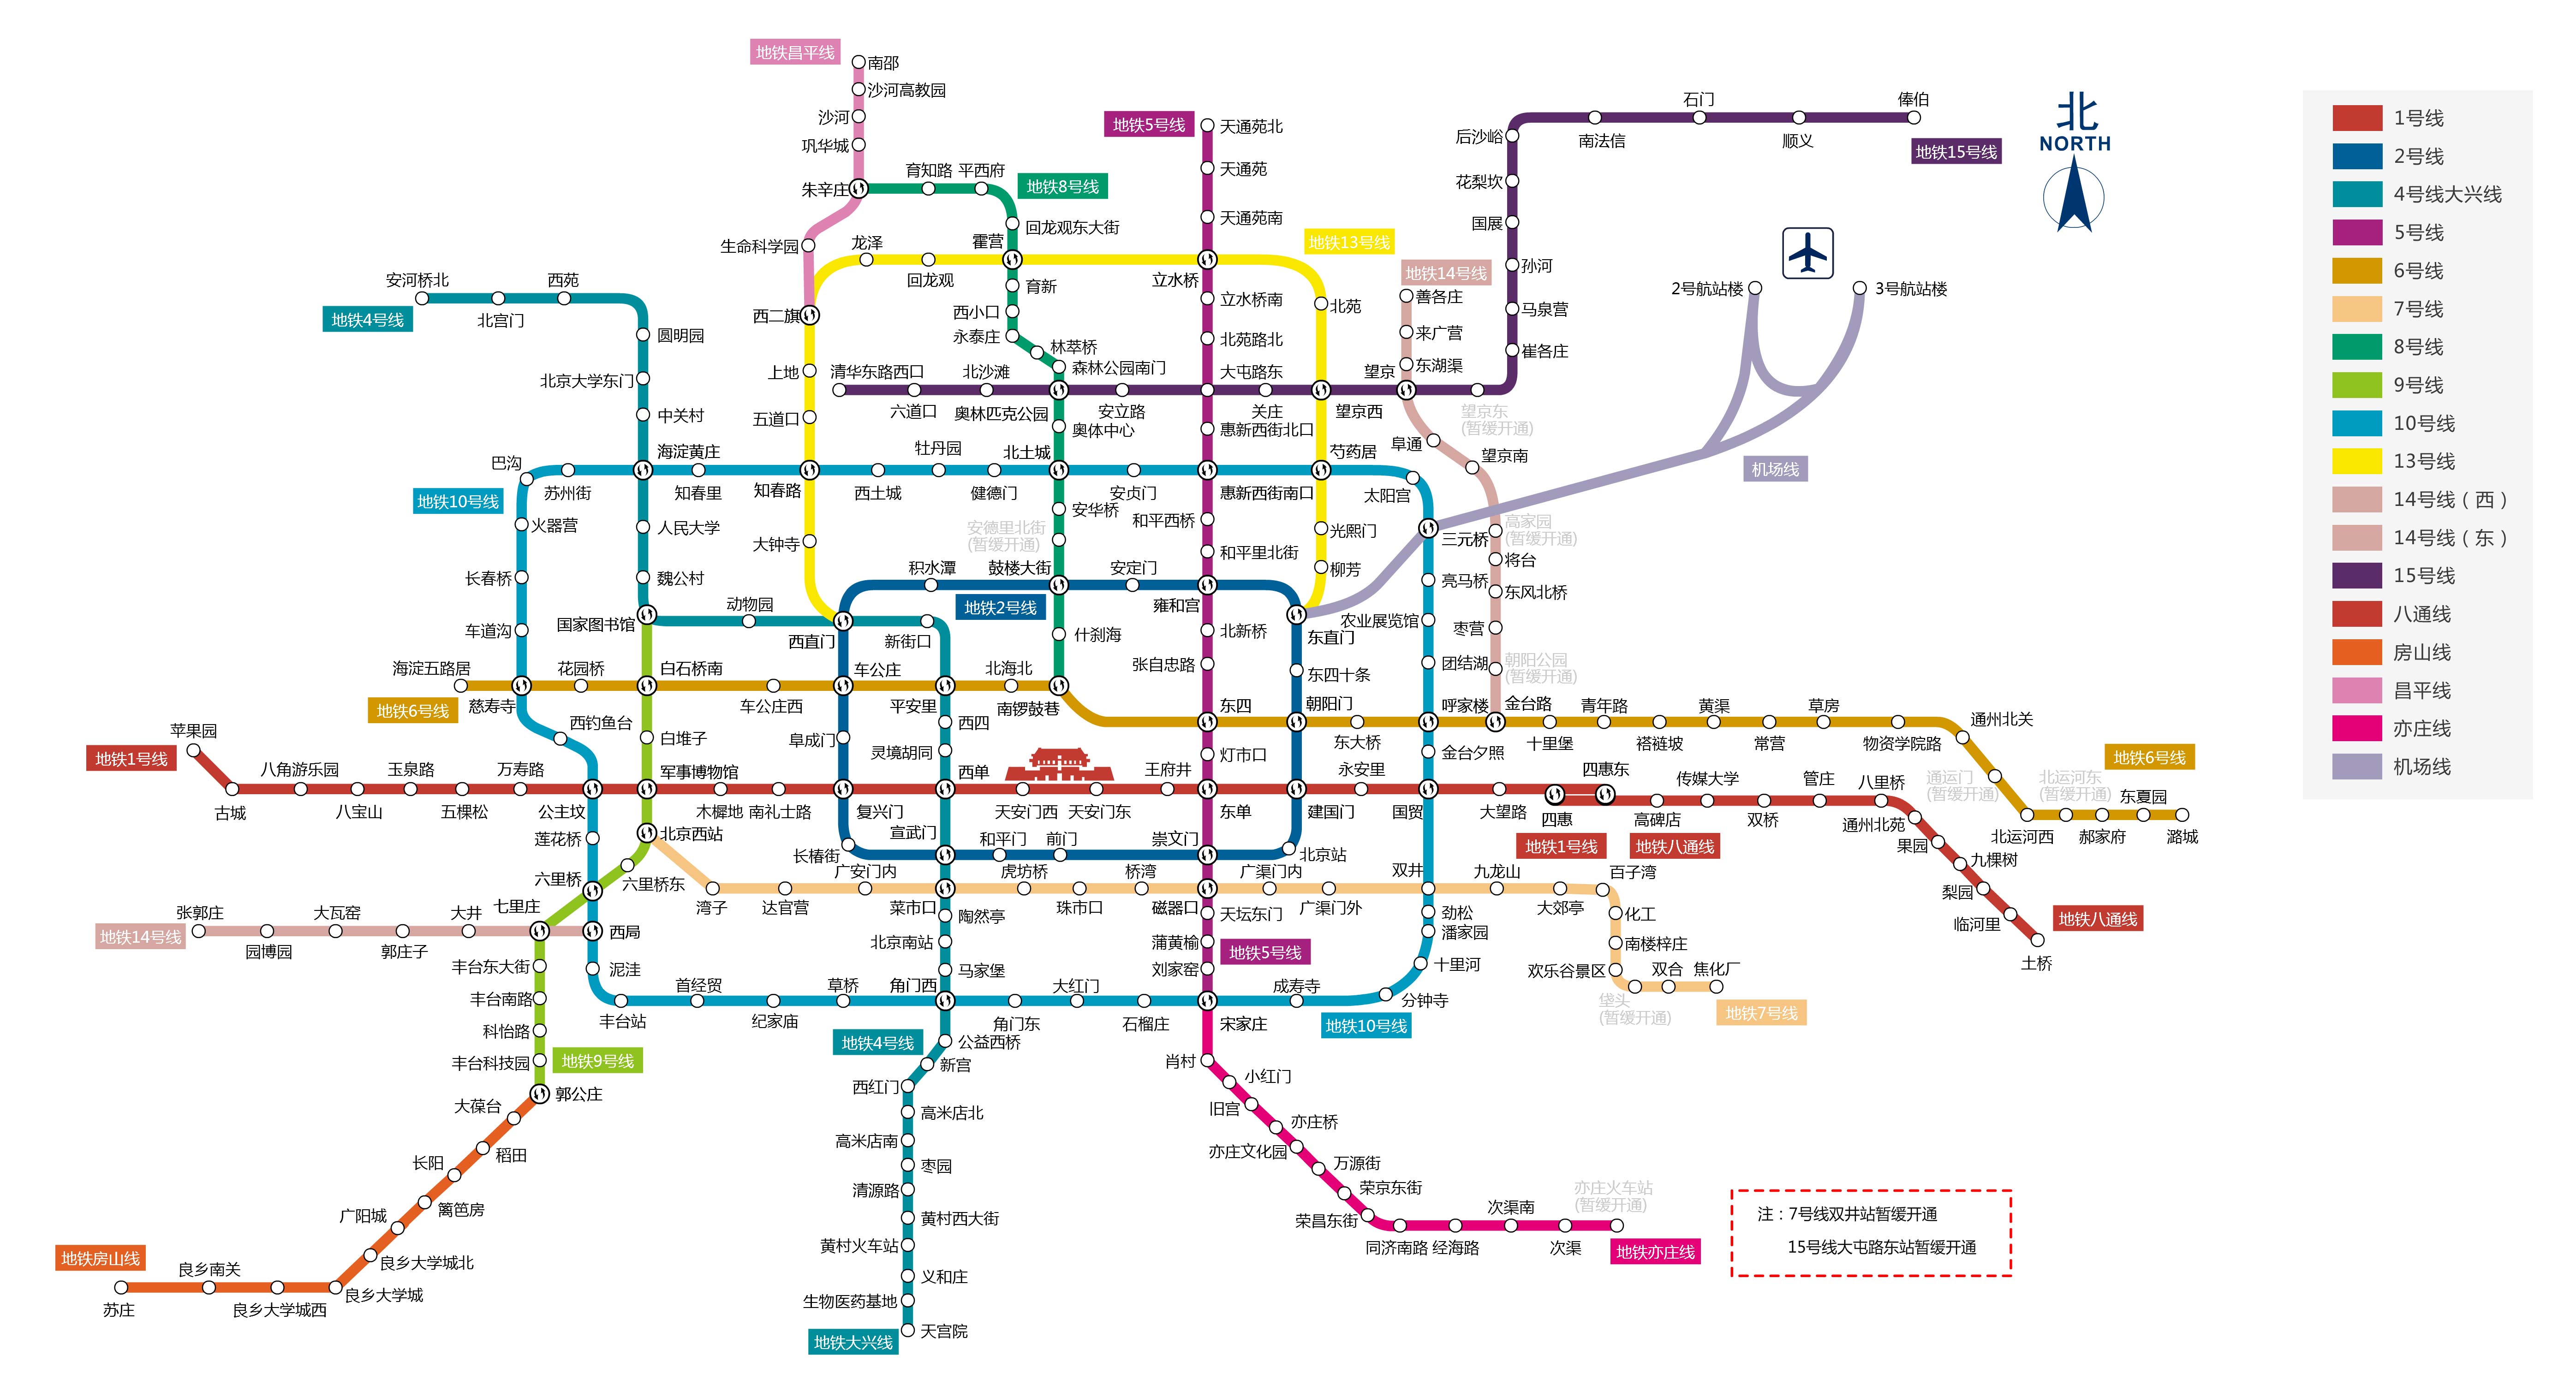 地铁昌平线
南邵
沙河高教园
沙河
巩华城
朱辛庄
生命科学园
西二旗
育知路
平西府
地铁8号线
回龙观东大街
霍营
育新
西小口
永泰庄
林萃桥
森林公园南门
奥林匹克公园
奥体中心
北土城
安华桥
安德里北街
(暂缓开通)
鼓楼大街
什刹海
南锣鼓巷
地铁5号线
天通苑北
天通苑
天通苑南
立水桥
立水桥南
北苑路北
大屯路东
惠新西街北口
惠新西街南口
和平西桥
和平里北街
雍和宫
北新桥
张自忠路
东四
灯市口
东单
崇文门
磁器口
天坛东门
蒲黄榆
地铁5号线
刘家窑
宋家庄
地铁13号线
龙泽
回龙观
北苑
上地
五道口
知春路
大钟寺
望京西
芍药居
光熙门
柳芳
东直门
地铁15号线
俸伯
顺义
石门
南法信
后沙峪
花梨坎
国展
孙河
马泉营
崔各庄
望京东
(暂缓开通)
望京
关庄
安立路
北沙滩
六道口
清华东路西口
地铁14号线
善各庄
来广营
东湖渠
阜通
望京南
高家园
(暂缓开通)
将台
东风北桥
枣营
朝阳公园
(暂缓开通)
金台路
北
NORTH
2号航站楼
3号航站楼
机场线
三元桥
安河桥北
北宫门
西苑
地铁4号线
圆明园
北京大学东门
中关村
海淀黄庄
人民大学
魏公村
国家图书馆
动物园
西直门
新街口
平安里
西四
灵境胡同
西单
宣武门
菜市口
陶然亭
北京南站
马家堡
角门西
地铁4号线
公益西桥
新宫
西红门
高米店北
高米店南
枣园
清源路
黄村西大街
黄村火车站
义和庄
生物医药基地
天宫院
地铁大兴线
巴沟
地铁10号线
苏州街
知春里
西土城
牡丹园
健德门
安贞门
太阳宫
火器营
长春桥
车道沟
慈寿寺
西钓鱼台
公主坟
莲花桥
六里桥
西局
泥洼
丰台站
首经贸
纪家庙
草桥
角门东
大红门
石榴庄
成寿寺
地铁10号线
分钟寺
十里河
潘家园
劲松
双井
国贸
金台夕照
呼家楼
团结湖
农业展览馆
亮马桥
积水潭
地铁2号线
安定门
东四十条
朝阳门
建国门
北京站
前门
和平门
长椿街
复兴门
阜成门
车公庄
海淀五路居
地铁6号线
花园桥
白石桥南
车公庄西
北海北
东大桥
十里堡
青年路
褡裢坡
黄渠
常营
草房
物资学院路
通州北关
通运门
(暂缓开通)
北运河西
北运河东
(暂缓开通)
郝家府
东夏园
潞城
地铁6号线
苹果园
地铁1号线
古城
八角游乐园
八宝山
玉泉路
五棵松
万寿路
军事博物馆
木樨地
南礼士路
天安门西
天安门东
王府井
永安里
大望路
四惠
四惠东
地铁1号线
地铁八通线
高碑店
传媒大学
双桥
管庄
八里桥
通州北苑
果园
九棵树
梨园
临河里
土桥
地铁八通线
白堆子
北京西站
六里桥东
七里庄
丰台东大街
丰台南路
科怡路
丰台科技园
地铁9号线
郭公庄
湾子
达官营
广安门内
虎坊桥
珠市口
桥湾
广渠门内
广渠门外
九龙山
大郊亭
百子湾
化工
南楼梓庄
欢乐谷景区
垡头
(暂缓开通)
双合
焦化厂
地铁7号线
地铁14号线
张郭庄
园博园
大瓦窑
郭庄子
大井
大葆台
稻田
长阳
篱笆房
广阳城
良乡大学城北
良乡大学城
良乡大学城西
良乡南关
苏庄
地铁房山线
肖村
小红门
旧宫
亦庄桥
亦庄文化园
万源街
荣京东街
荣昌东街
同济南路
经海路
次渠南
次渠
亦庄火车站
(暂缓开通)
地铁亦庄线
注：7号线双井站暂缓开通
15号线大屯路东站暂缓开通
1号线
2号线
4号线大兴线
5号线
6号线
7号线
8号线
9号线
10号线
13号线
14号线（西）
14号线（东）
15号线
八通线
房山线
昌平线
亦庄线
机场线